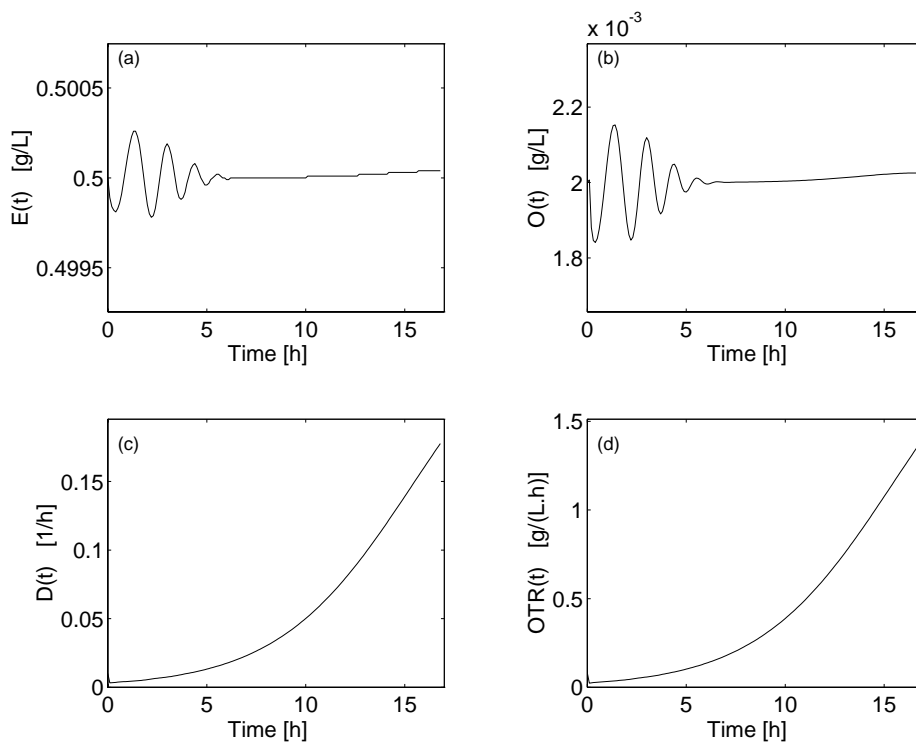 (a)
0.5005
0.5
0.4995
E(t) [g/L]
0 5 10 15
Time [h]
x 10⁻³
(b)
2.2
2
1.8
O(t) [g/L]
0 5 10 15
Time [h]
(c)
0.15
0.1
0.05
0
D(t) [1/h]
0 5 10 15
Time [h]
(d)
1.5
1
0.5
0
OTR(t) [g/(L.h)]
0 5 10 15
Time [h]